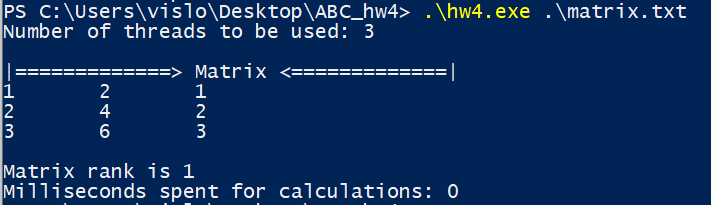 PS C:\Users\vislo\Desktop\ABC_hw4> .\hw4.exe .\matrix.txt
Number of threads to be used: 3
|=============> Matrix <=============|
1 2 1
2 4 2
3 6 3
Matrix rank is 1
Milliseconds spent for calculations: 0